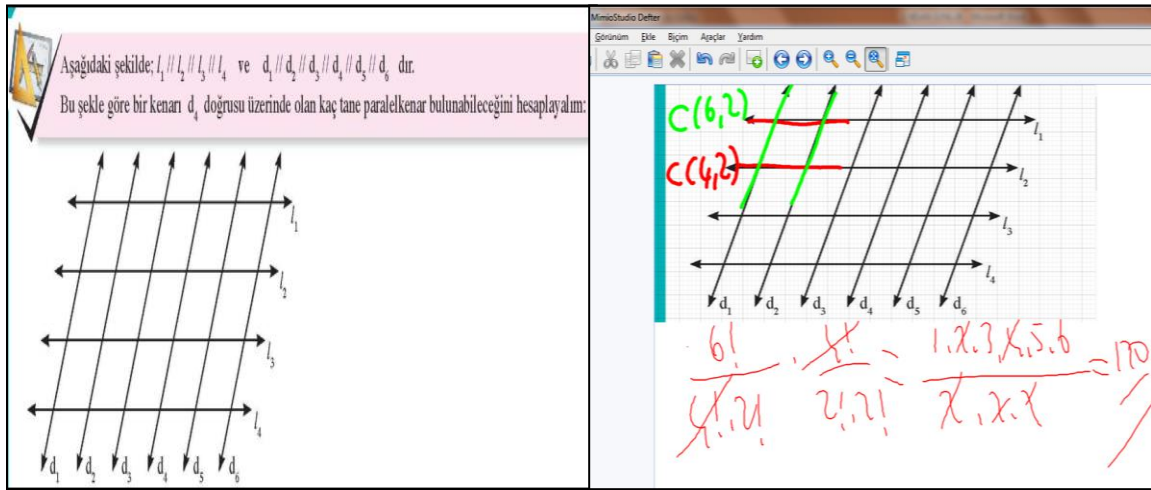 Aşağıdaki şekilde; l₁ // l₂ // l₃ // l₄ ve d₁ // d₂ // d₃ // d₄ // d₅ // d₆ dır.
Bu şekle göre bir kenarı d₄ doğrusu üzerinde olan kaç tane paralelkenar bulunabileceğini hesaplayalım:
l₁
l₂
l₃
l₄
d₁ d₂ d₃ d₄ d₅ d₆
MimioStudio Defter
Görünüm Ekle Biçim Araçlar Yardım
C(6,2)
l₁
C(4,2)
l₂
l₃
l₄
d₁ d₂ d₃ d₄ d₅ d₆
6! / 4!.2! . 4! / 2!.2! = 1.2.3.4.5.6 / 2.2.2